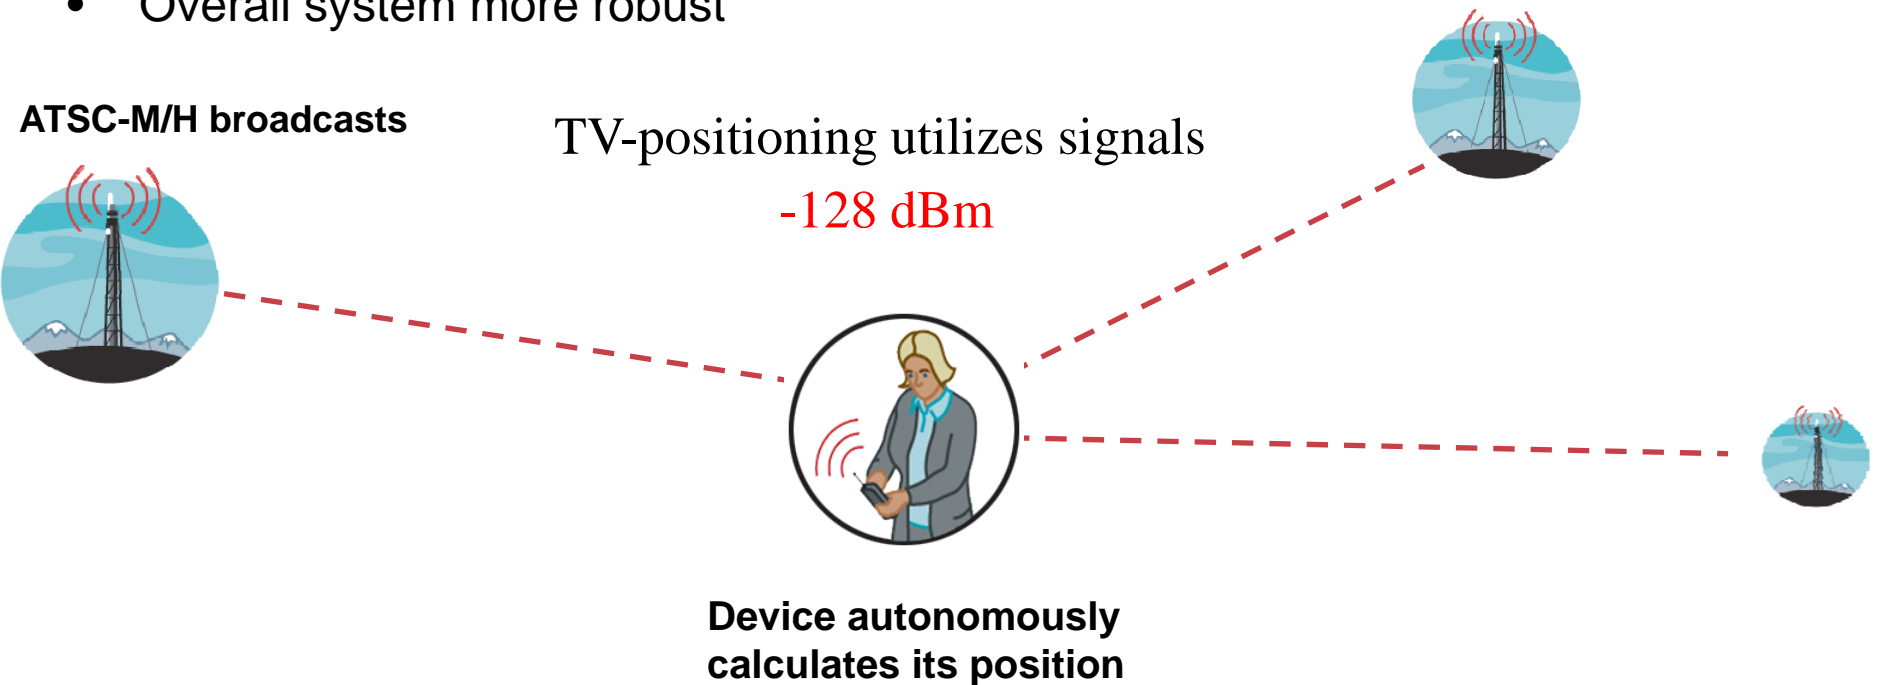 • Overall system more robust
ATSC-M/H broadcasts
TV-positioning utilizes signals
-128 dBm
Device autonomously
calculates its position